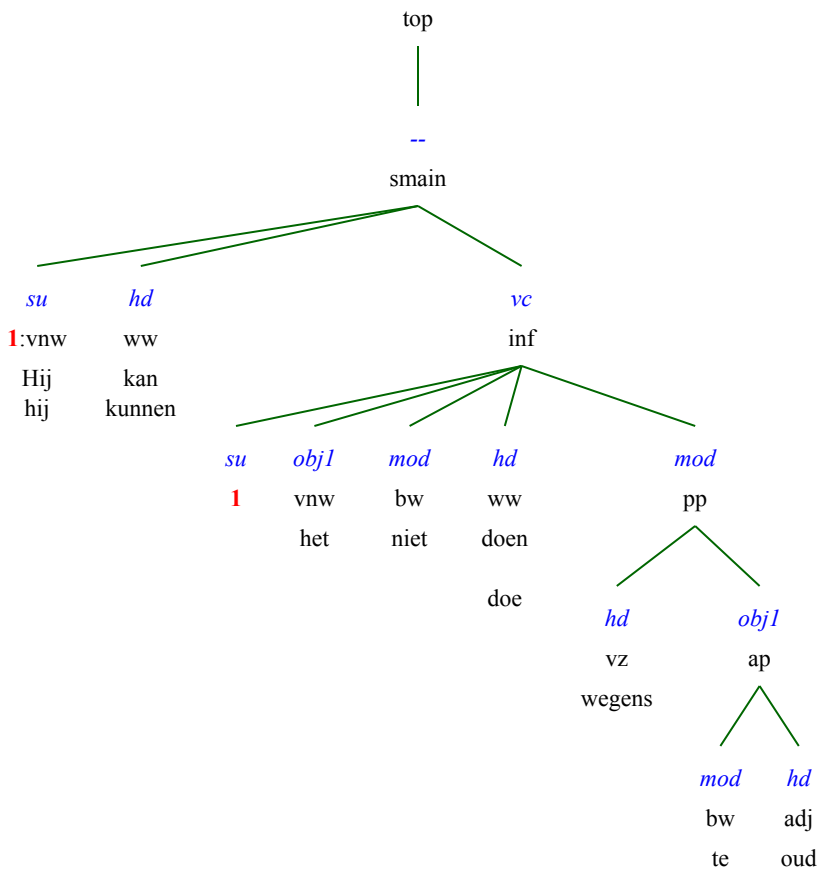 top
--
smain
su hd vc
1:vnw ww inf
Hij kan
hij kunnen
su obj1 mod hd mod
1 vnw bw ww pp
het niet doen
doe
hd obj1
vz ap
wegens
mod hd
bw adj
te oud